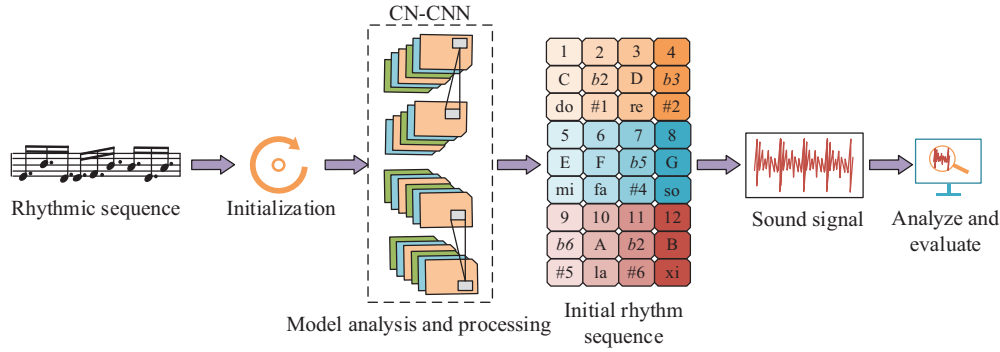 CN-CNN
1 2 3 4
C b2 D b3
do #1 re #2
5 6 7 8
E F b5 G
mi fa #4 so
9 10 11 12
b6 A b2 B
#5 la #6 xi
Rhythmic sequence
Initialization
Model analysis and processing
Initial rhythm
sequence
Sound signal
Analyze and
evaluate